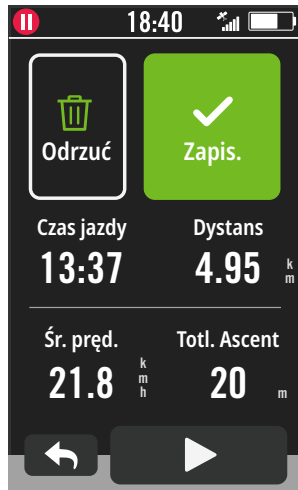 18:40
Odrzuć
Zapis.
Czas jazdy
Dystans
13:37
4.95 km
Śr. pręd.
Totl. Ascent
21.8 kmh
20 m